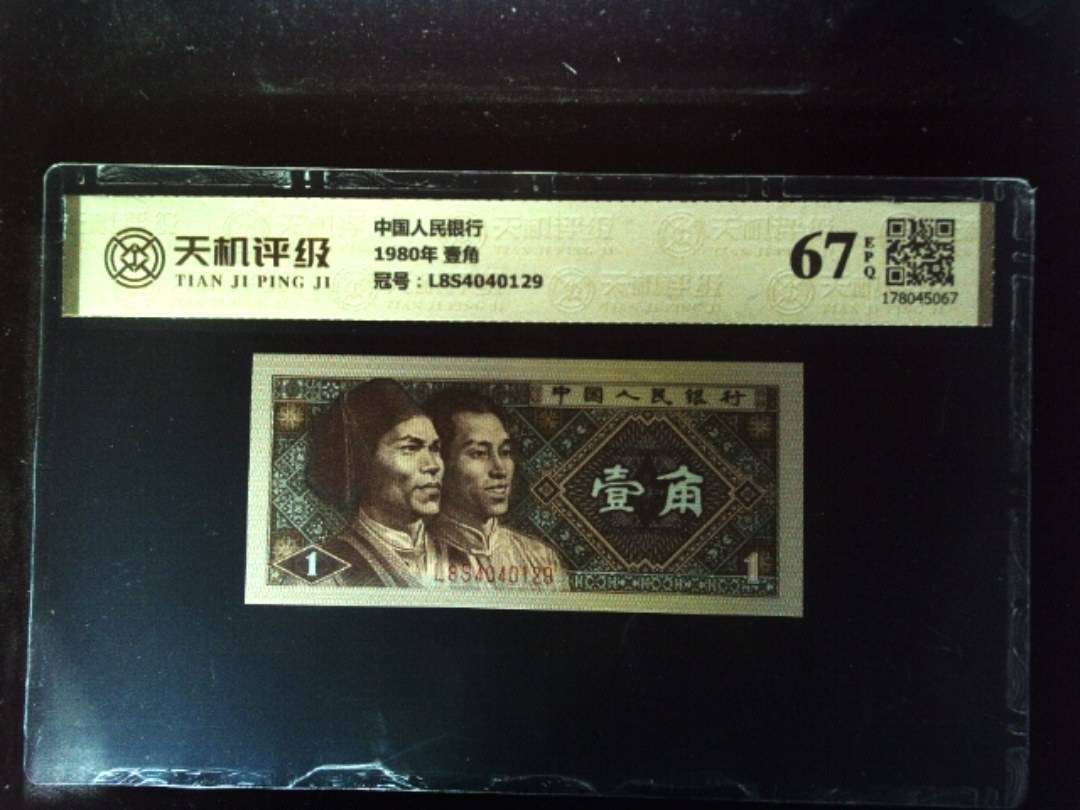 天机评级
TIAN JI PING JI
中国人民银行
1980年 壹角
冠号：L8S4040129
67
EPQ
178045067
中国人民银行
壹角
1
L8S4040129
1